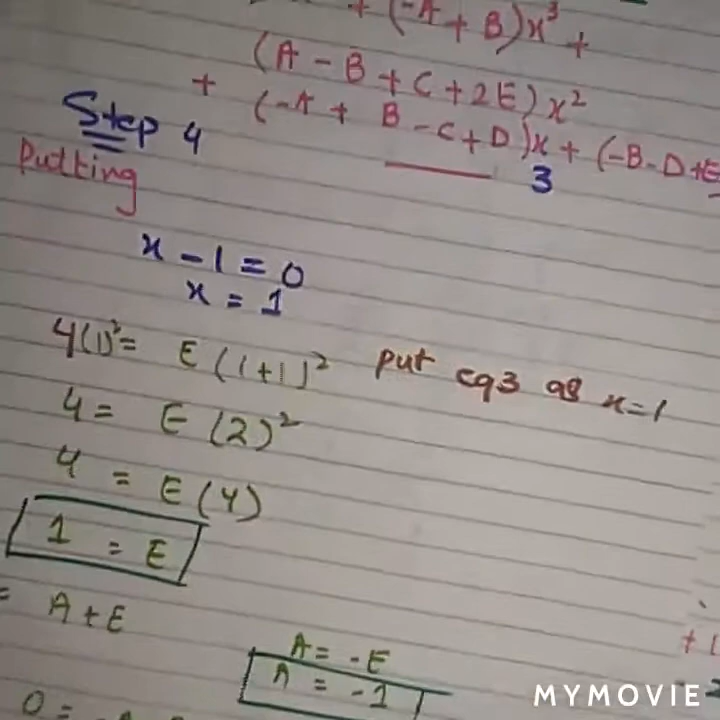 + (-A + B)x³ +
(A - B + C + 2E) x²
+ (-A + B - C + D)x + (-B - D + E
3
Step 4
Putting
x - 1 = 0
x = 1
4(1)² = E (1+1)² put eq3 as x=1
4 = E (2)²
4 = E (4)
1 = E
= A + E
A = -E
A = -1
+ 1
0 =
MYMOVIE